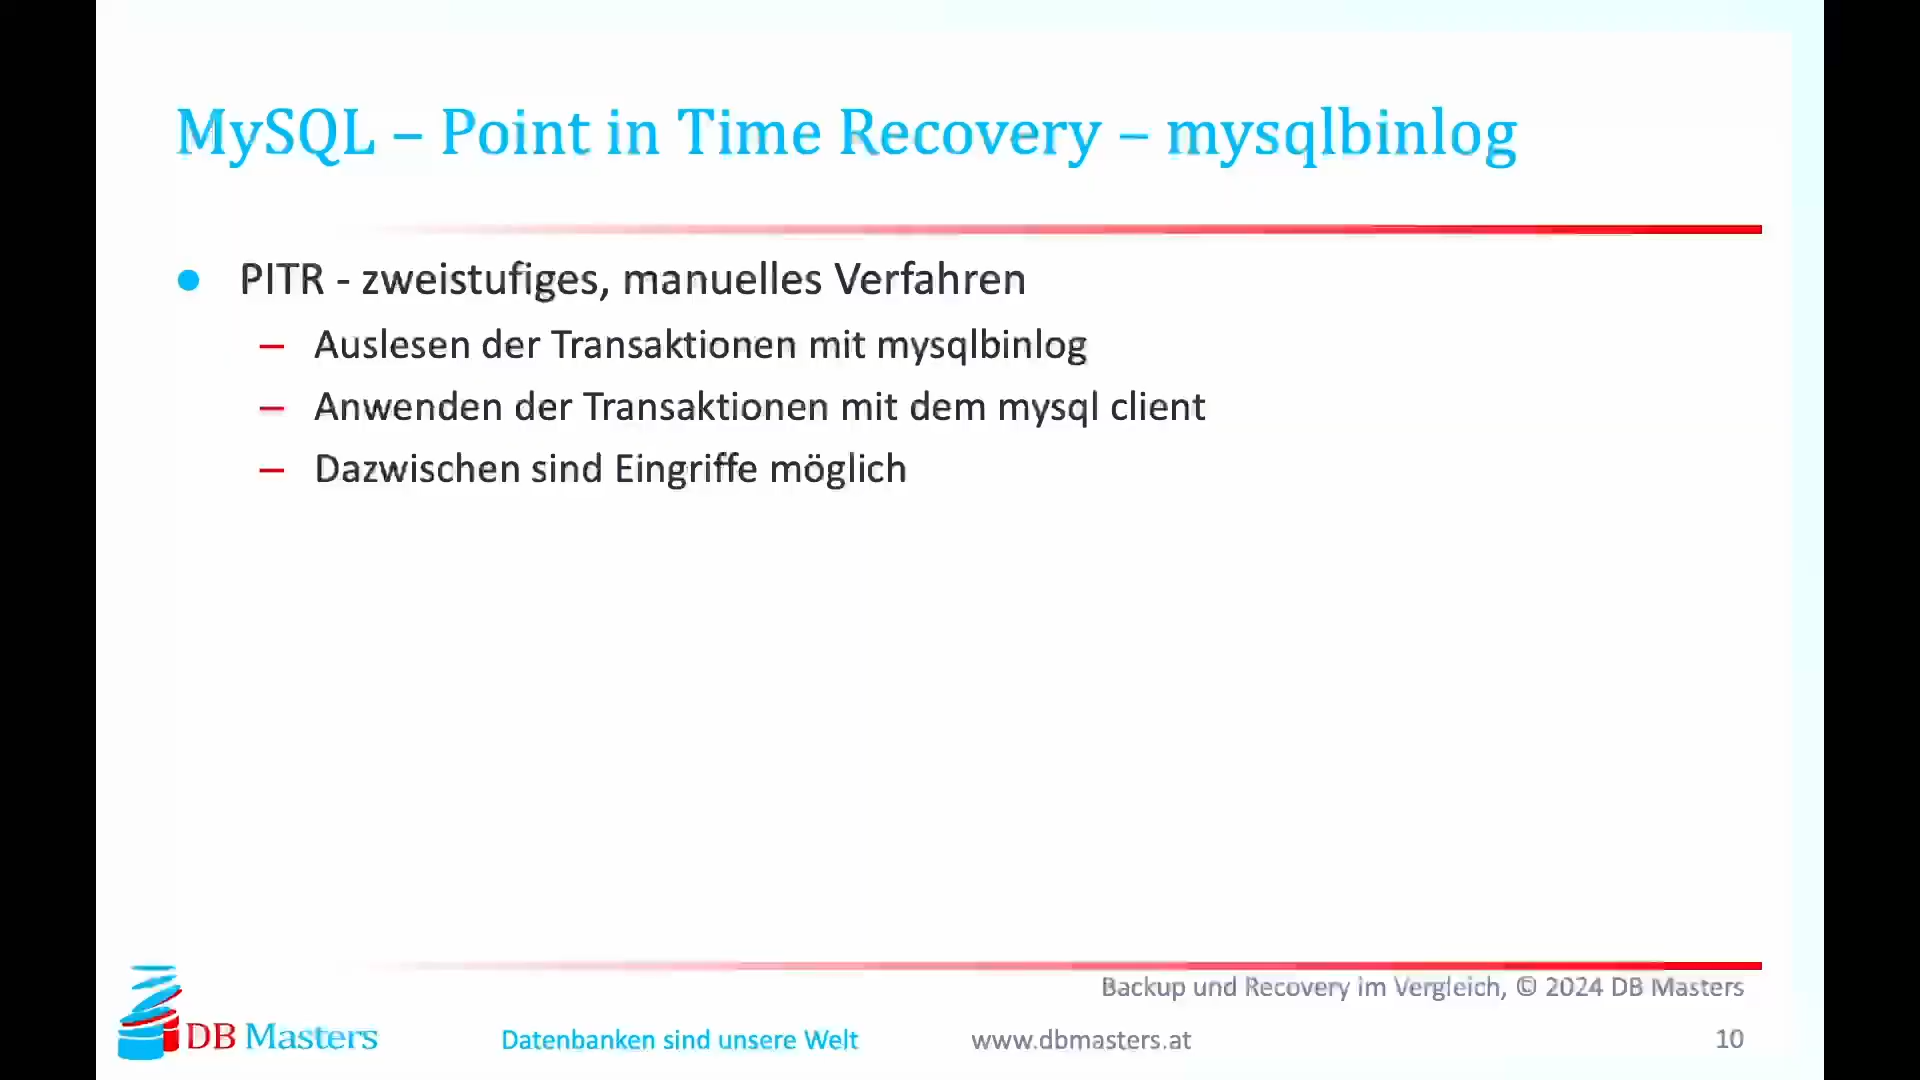 MySQL – Point in Time Recovery – mysqlbinlog
● PITR - zweistufiges, manuelles Verfahren
– Auslesen der Transaktionen mit mysqlbinlog
– Anwenden der Transaktionen mit dem mysql client
– Dazwischen sind Eingriffe möglich
Backup und Recovery im Vergleich, © 2024 DB Masters
DB Masters Datenbanken sind unsere Welt www.dbmasters.at 10